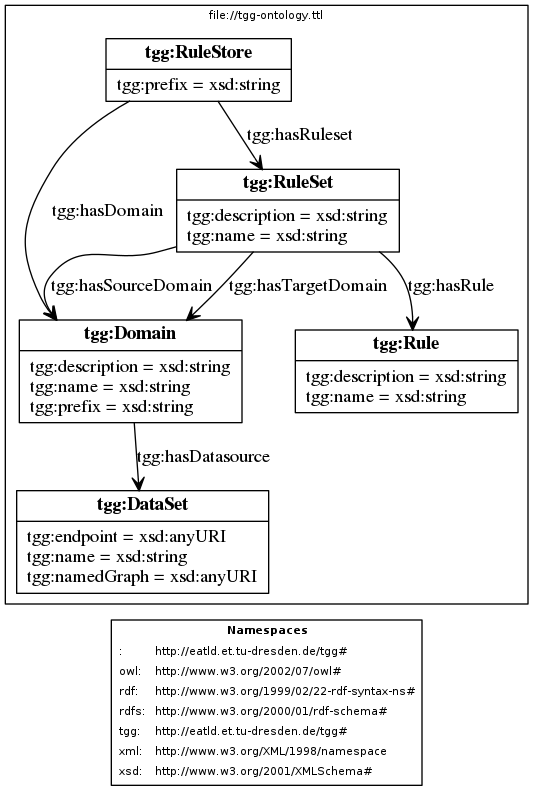 file://tgg-ontology.ttl
tgg:RuleStore
tgg:prefix = xsd:string
tgg:hasRuleset
tgg:RuleSet
tgg:description = xsd:string
tgg:name = xsd:string
tgg:hasDomain
tgg:hasSourceDomain
tgg:hasTargetDomain
tgg:hasRule
tgg:Domain
tgg:description = xsd:string
tgg:name = xsd:string
tgg:prefix = xsd:string
tgg:Rule
tgg:description = xsd:string
tgg:name = xsd:string
tgg:hasDatasource
tgg:DataSet
tgg:endpoint = xsd:anyURI
tgg:name = xsd:string
tgg:namedGraph = xsd:anyURI
Namespaces
: http://eatld.et.tu-dresden.de/tgg#
owl: http://www.w3.org/2002/07/owl#
rdf: http://www.w3.org/1999/02/22-rdf-syntax-ns#
rdfs: http://www.w3.org/2000/01/rdf-schema#
tgg: http://eatld.et.tu-dresden.de/tgg#
xml: http://www.w3.org/XML/1998/namespace
xsd: http://www.w3.org/2001/XMLSchema#